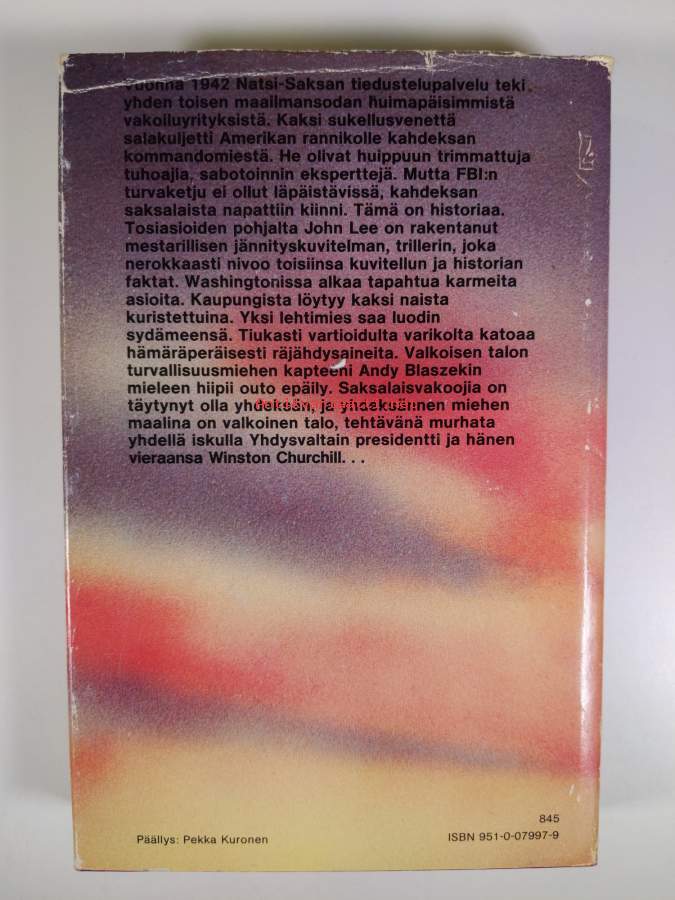 Vuonna 1942 Natsi-Saksan tiedustelupalvelu teki
yhden toisen maailmansodan huimapäisimmistä
vakoiluyrityksistä. Kaksi sukellusvenettä
salakuljetti Amerikan rannikolle kahdeksan
kommandomiestä. He olivat huippuun trimmattuja
tuhoajia, sabotoinnin eksperttejä. Mutta FBI:n
turvaketju ei ollut läpäistävissä, kahdeksan
saksalaista napattiin kiinni. Tämä on historiaa.
Tosiasioiden pohjalta John Lee on rakentanut
mestarillisen jännityskuvitelman, trillerin, joka
nerokkaasti nivoo toisiinsa kuvitellun ja historian
faktat. Washingtonissa alkaa tapahtua karmeita
asioita. Kaupungista löytyy kaksi naista
kuristettuina. Yksi lehtimies saa luodin
sydämeensä. Tiukasti vartioidulta varikolta katoaa
hämäräperäisesti räjähdysaineita. Valkoisen talon
turvallisuusmiehen kapteeni Andy Blaszekin
mieleen hiipii outo epäily. Saksalaisvakoojia on
täytynyt olla yhdeksän, ja yhdeksännen miehen
maalina on valkoinen talo, tehtävänä murhata
yhdellä iskulla Yhdysvaltain presidentti ja hänen
vieraansa Winston Churchill. . .
845
Päällys: Pekka Kuronen
ISBN 951-0-07997-9